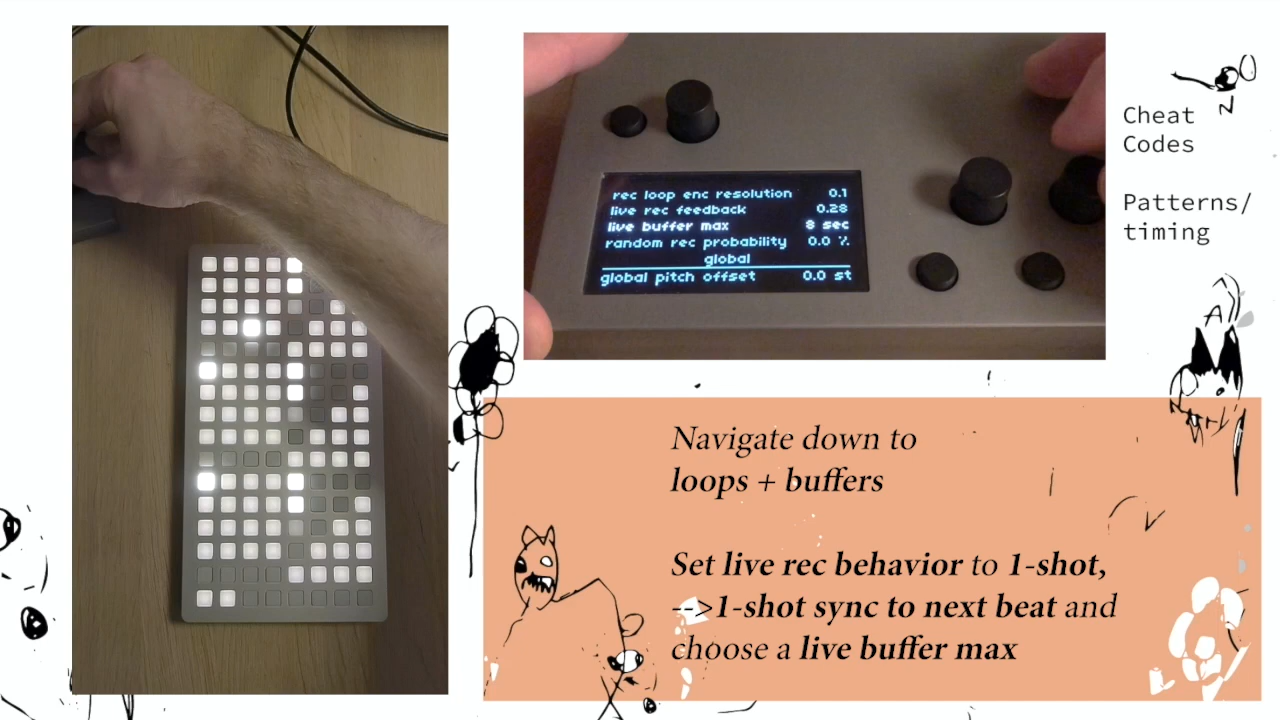 rec loop enc resolution 0.1
live rec feedback 0.28
live buffer max 8 sec
random rec probability 0.0 %
global
global pitch offset 0.0 st
Cheat
Codes
Patterns/
timing
Navigate down to
loops + buffers
Set live rec behavior to 1-shot,
-->1-shot sync to next beat and
choose a live buffer max